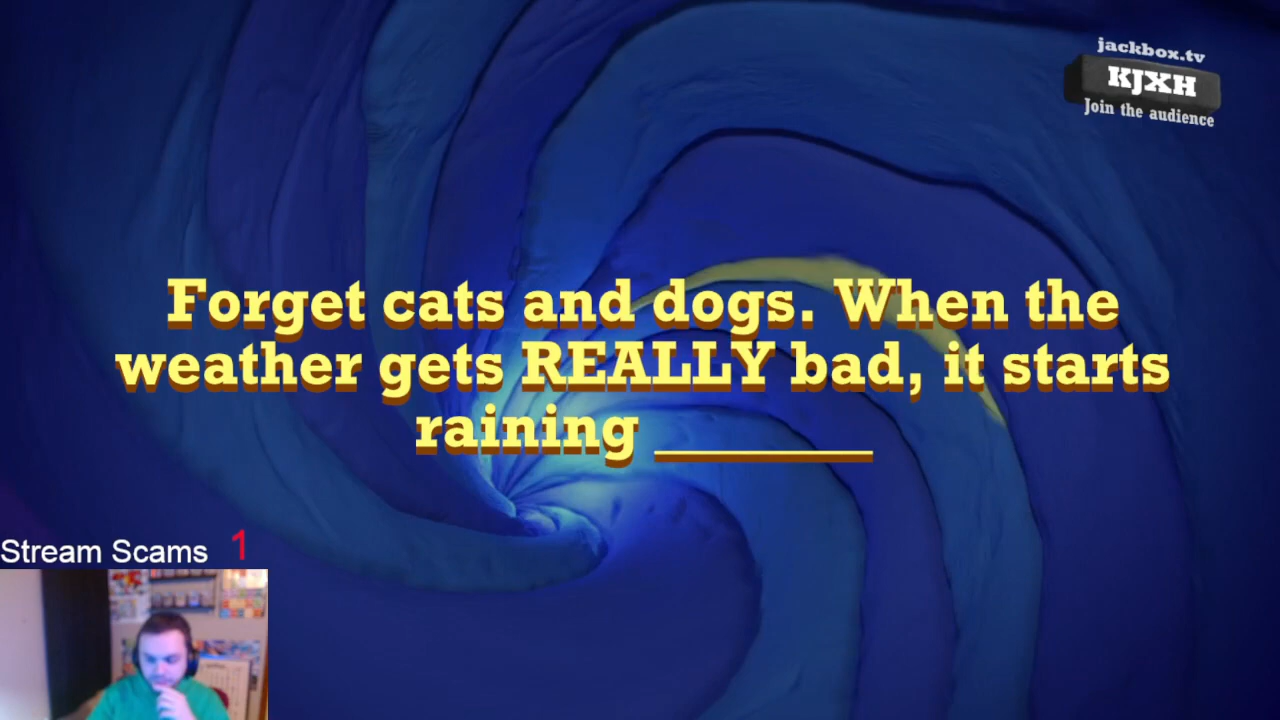 jackbox.tv
KJXH
Join the audience
Forget cats and dogs. When the
weather gets REALLY bad, it starts
raining ________
Stream Scams 1